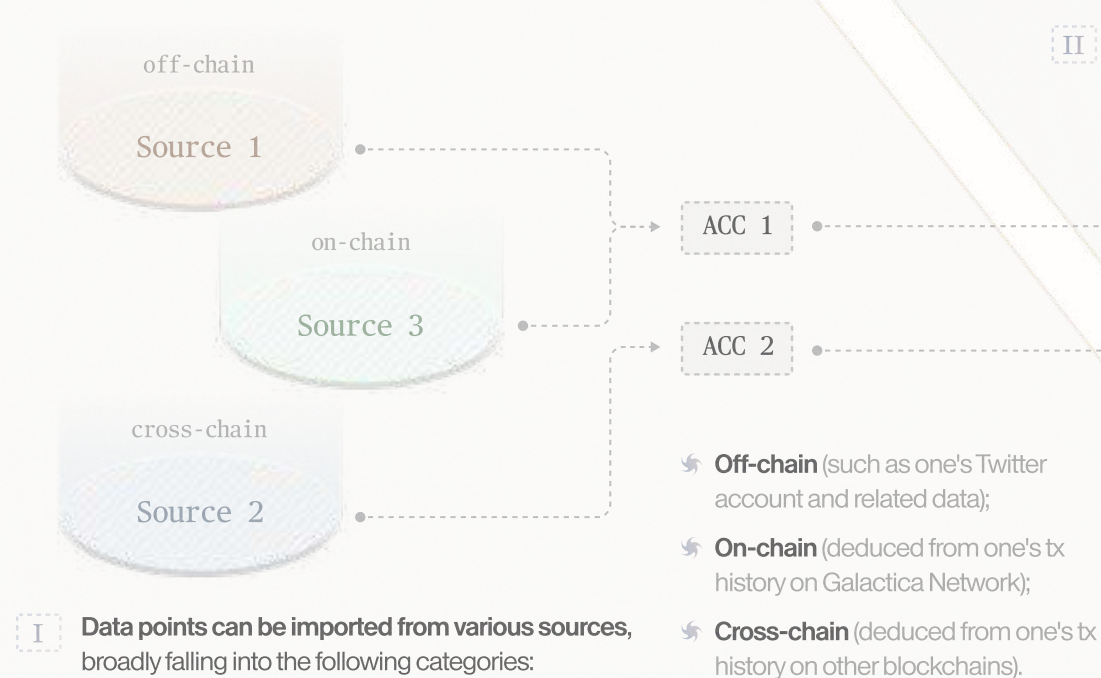 II
off-chain
Source 1
on-chain
Source 3
cross-chain
Source 2
ACC 1
ACC 2
I
Data points can be imported from various sources,
broadly falling into the following categories:
Off-chain (such as one's Twitter
account and related data);
On-chain (deduced from one's tx
history on Galactica Network);
Cross-chain (deduced from one's tx
history on other blockchains).